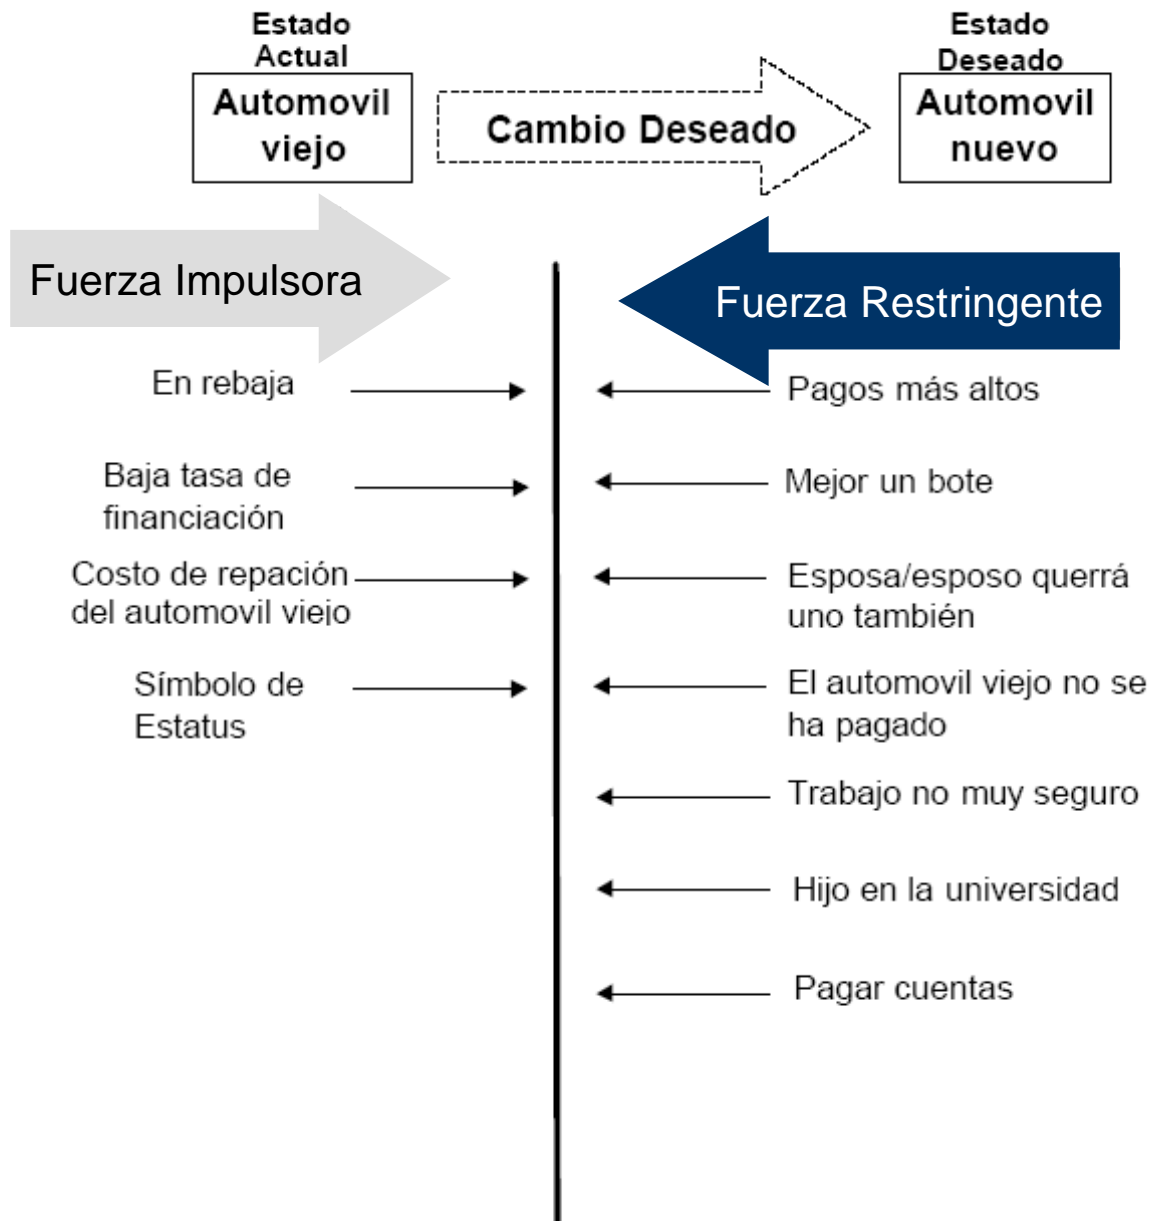 Estado
Actual
Automovil
viejo
Cambio Deseado
Estado
Deseado
Automovil
nuevo
Fuerza Impulsora
Fuerza Restringente
En rebaja
Baja tasa de
financiación
Costo de repación
del automovil viejo
Símbolo de
Estatus
Pagos más altos
Mejor un bote
Esposa/esposo querrá
uno también
El automovil viejo no se
ha pagado
Trabajo no muy seguro
Hijo en la universidad
Pagar cuentas